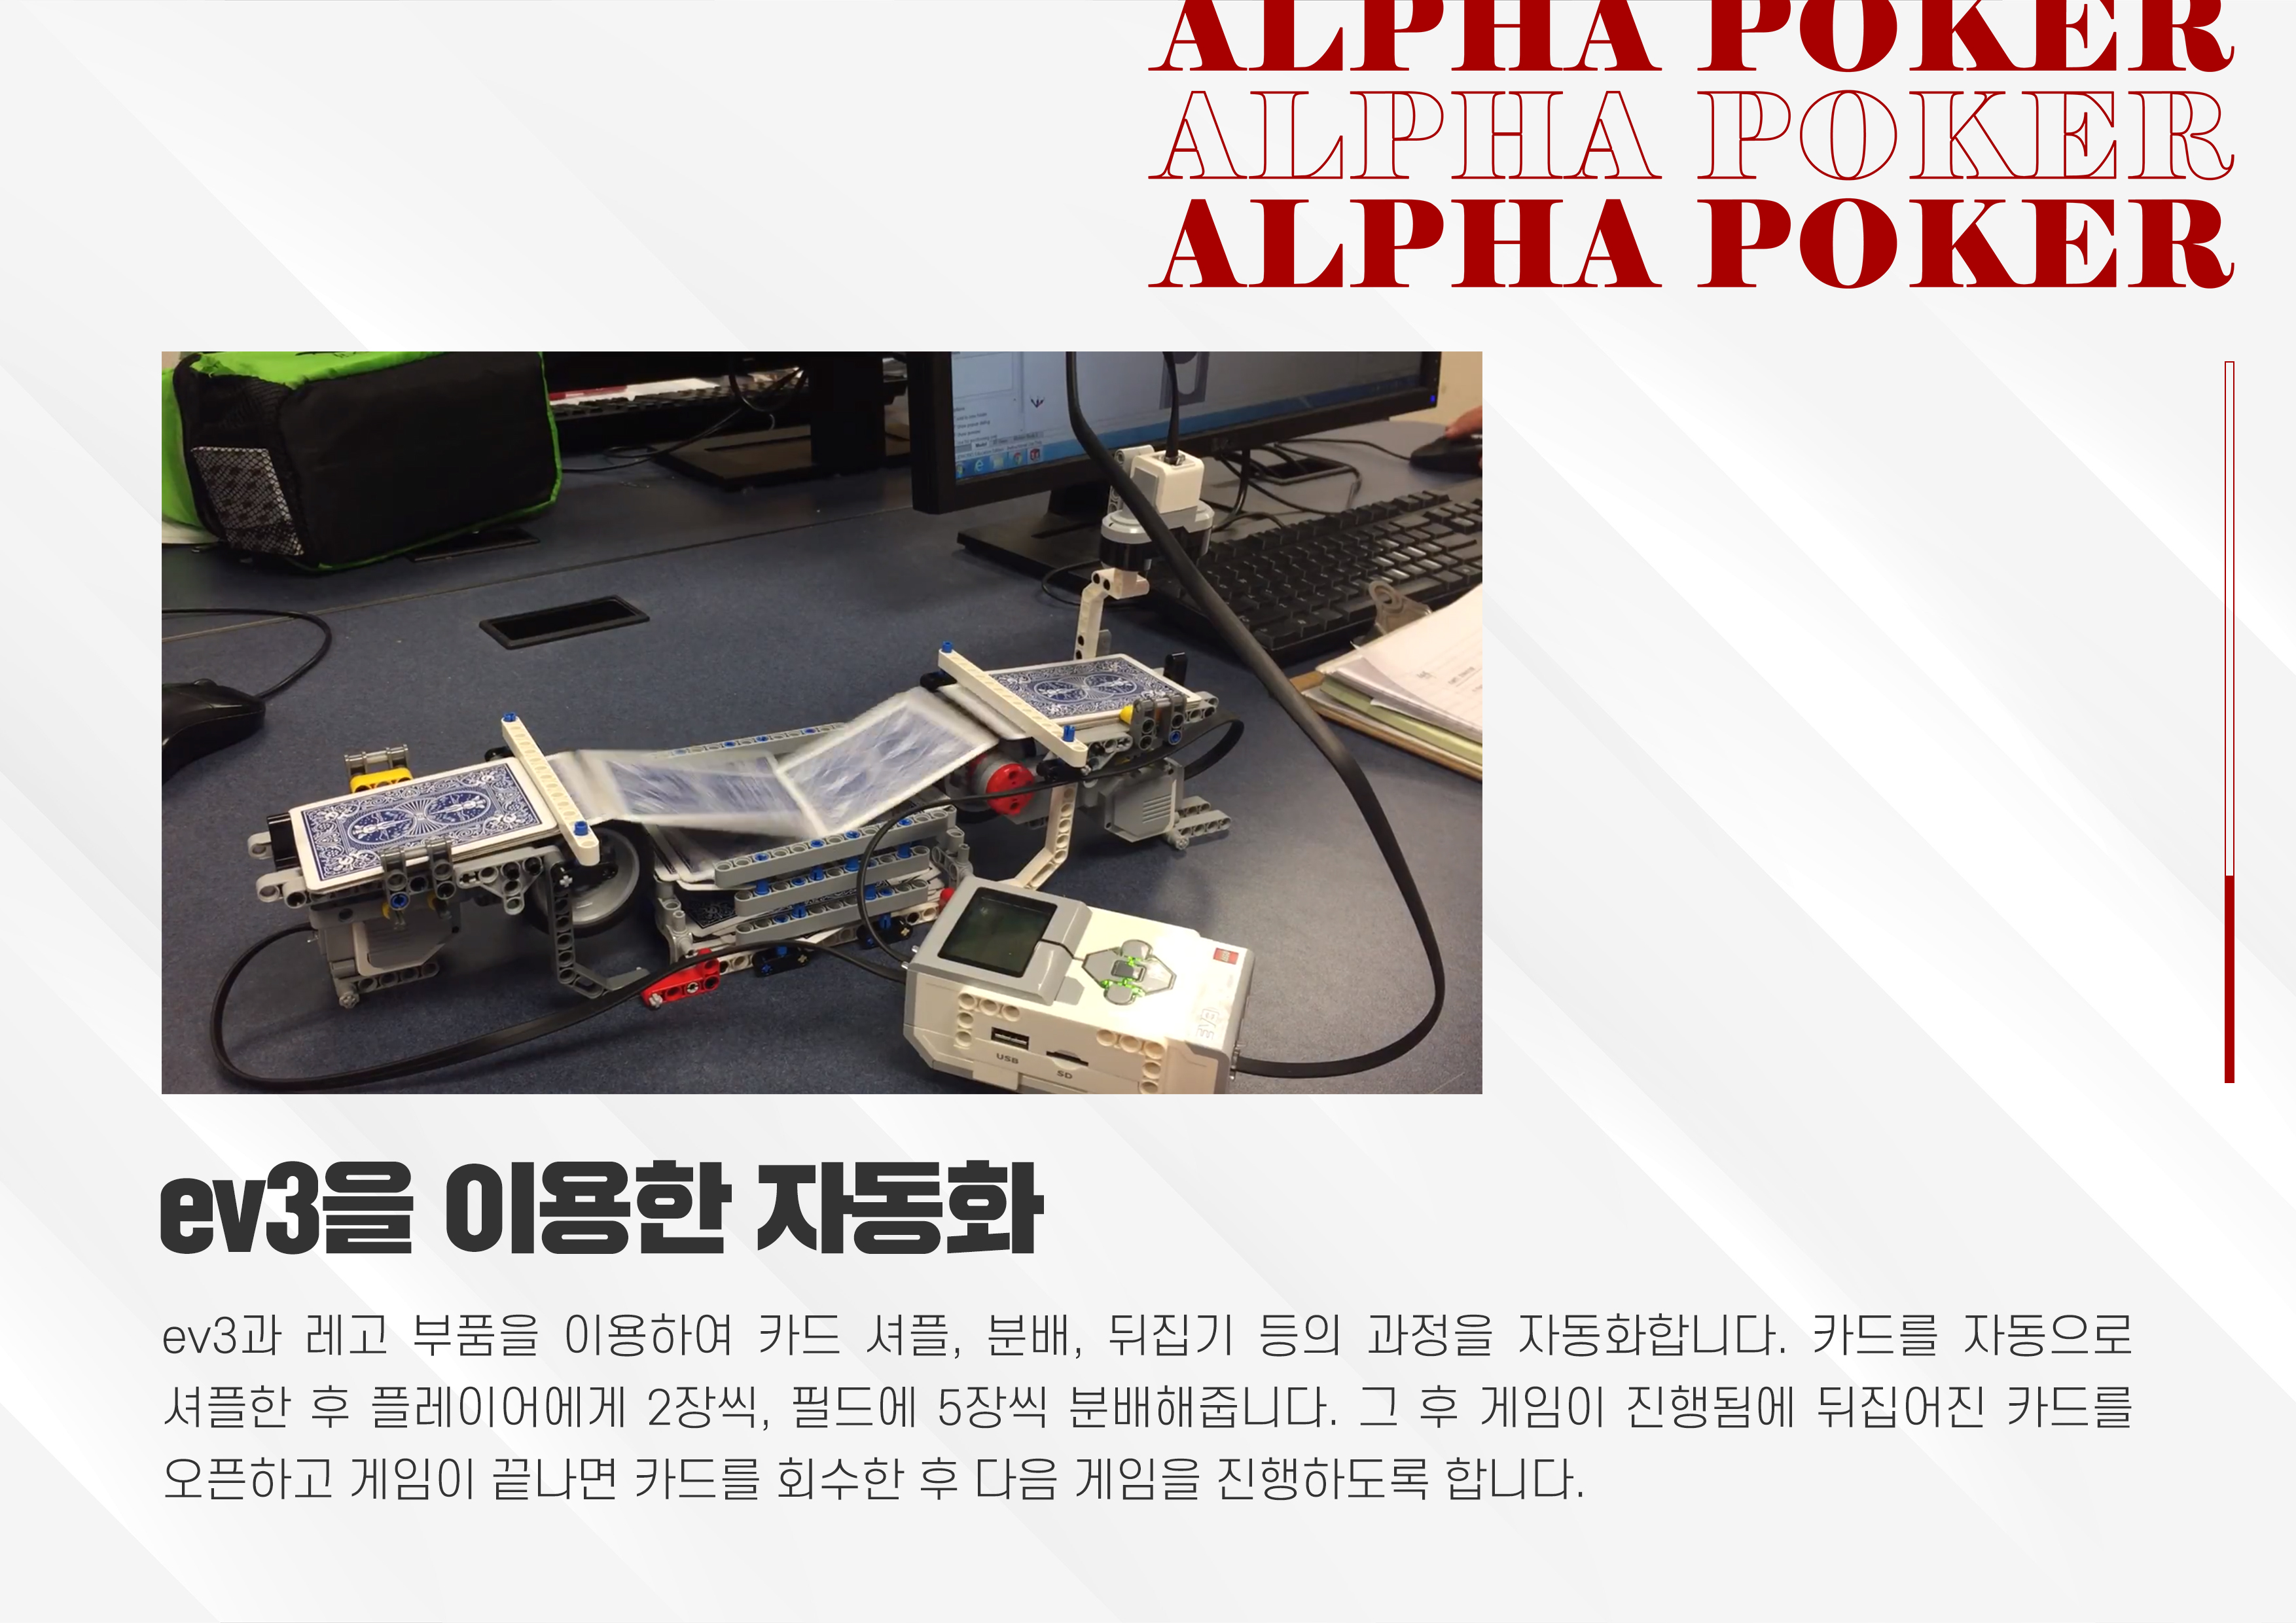 ALPHA POKER
ALPHA POKER
ALPHA POKER
USB
SD
EV3
ev3을 이용한 자동화
ev3과 레고 부품을 이용하여 카드 셔플, 분배, 뒤집기 등의 과정을 자동화합니다. 카드를 자동으로
셔플한 후 플레이어에게 2장씩, 필드에 5장씩 분배해줍니다. 그 후 게임이 진행됨에 뒤집어진 카드를
오픈하고 게임이 끝나면 카드를 회수한 후 다음 게임을 진행하도록 합니다.